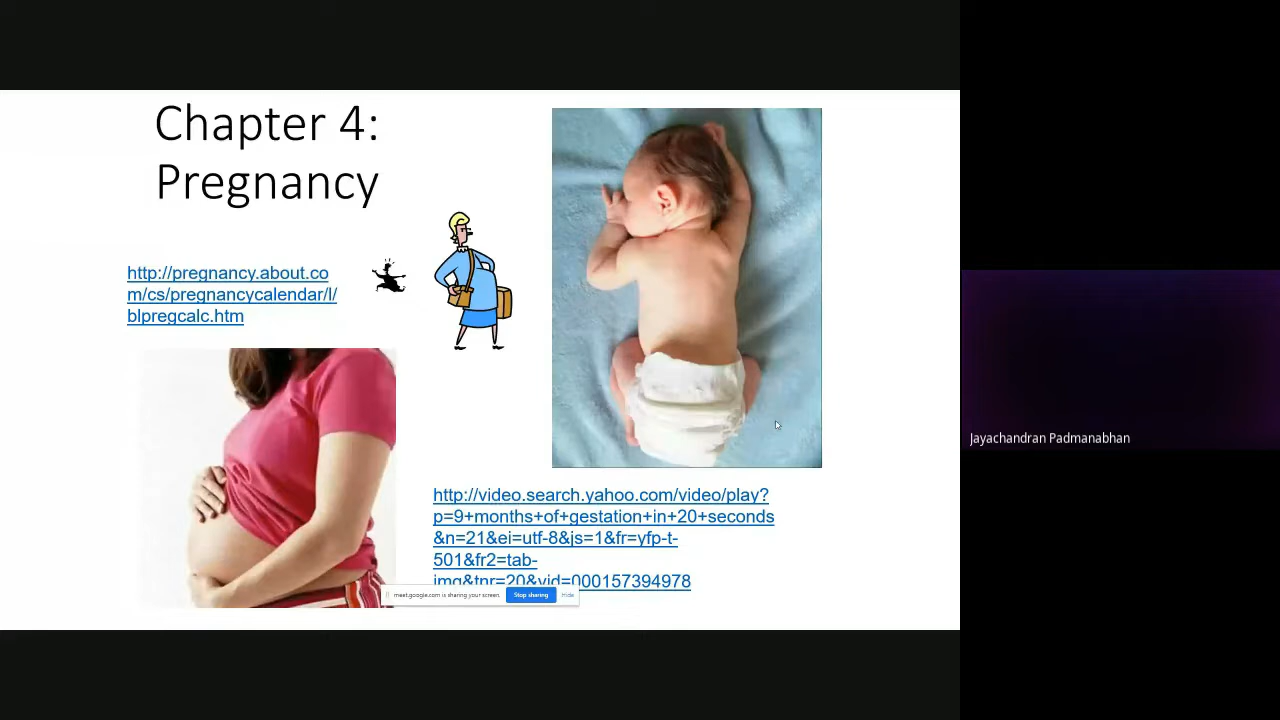 Chapter 4:
Pregnancy
http://pregnancy.about.co
m/cs/pregnancycalendar/l/
blpregcalc.htm
http://video.search.yahoo.com/video/play?
p=9+months+of+gestation+in+20+seconds
&n=21&ei=utf-8&js=1&fr=yfp-t-
501&fr2=tab-
img&tnr=20&vid=000157394978
meet.google.com is sharing your screen.
Stop sharing
Hide
Jayachandran Padmanabhan